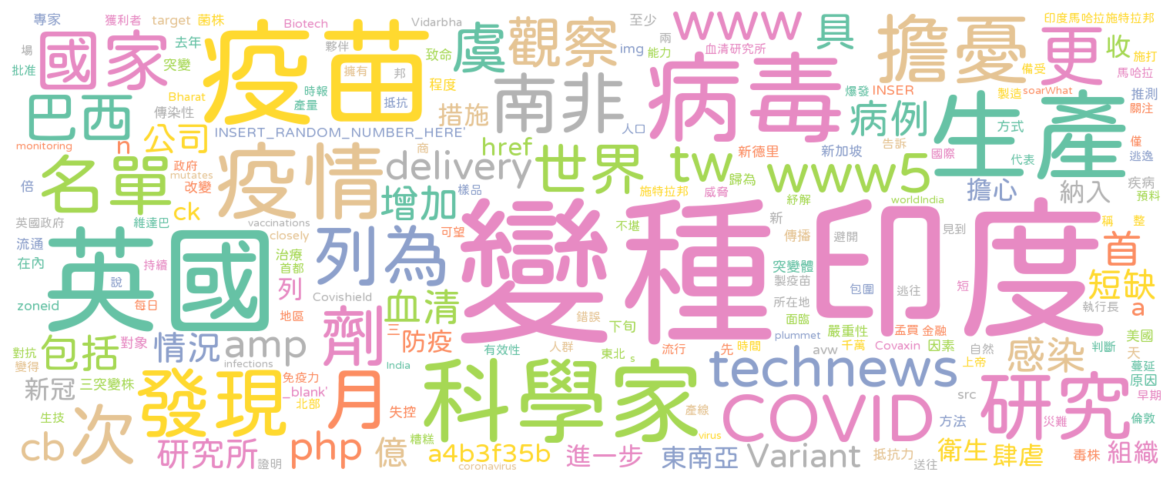 專家
獲利者
target
菌株
Biotech
夥伴
Vidarbha
虞
觀察
img
至少
兩
能力
www
具
擔憂
更
印度馬哈拉施特拉邦
收
施打
馬哈拉
場
批准
國家
去年
突變
疫苗
時報
產量
擁有
邦
抵抗
致命
程度
措施
南非
血清研究所
病毒
爆發
INSER
病例
備受
soarWhat
製造
生產
推測
關注
巴西
傳染性
Bharat
公司
n
INSERT_RANDOM_NUMBER_HERE'
人口
告訴
方式
代表
僅
逃逸
monitoring
名單
政府
mutates
改變
疫情
商
delivery
href
世界
tw
新德里
新加坡
歸為
www5
國際
擔心
納入
疾病
預料
倍
英國政府
維達巴
ck
vaccinations
增加
樣品
施特拉邦
威脅
紓解
worldIndia
流通
在內
英國
closely
治療
首都
列為
可望
變種印度
不堪
新
傳播
避開
見到
稱
整
首
持續
說
zoneid
每日
列
地區
Covishield
劑
血清
三
防疫
錯誤
下旬
突變體
製疫苗
所在地
面臨
包圍
逃往
短
短缺
執行長
a
對抗
變得
包括
對象
情況
amp
infections
有效性
India
人群
東北
s
流行
先
plummet
時間
avw
千萬
嚴重性
孟買
金融
Covaxin
因素
自然
上帝
美國
天
判斷
蔓延
原因
早期
新冠
三突變株
發現
免疫力
_blank'
北部
月
失控
科學家
technews
src
感染
生技
次
cb
研究所
證明
php
億
糟糕
a4b3f35b
coronavirus
產線
virus
進一步
COVID
東南亞
Variant
方法
抵抗力
送往
研究
災難
倫敦
衛生
肆虐
毒株
組織